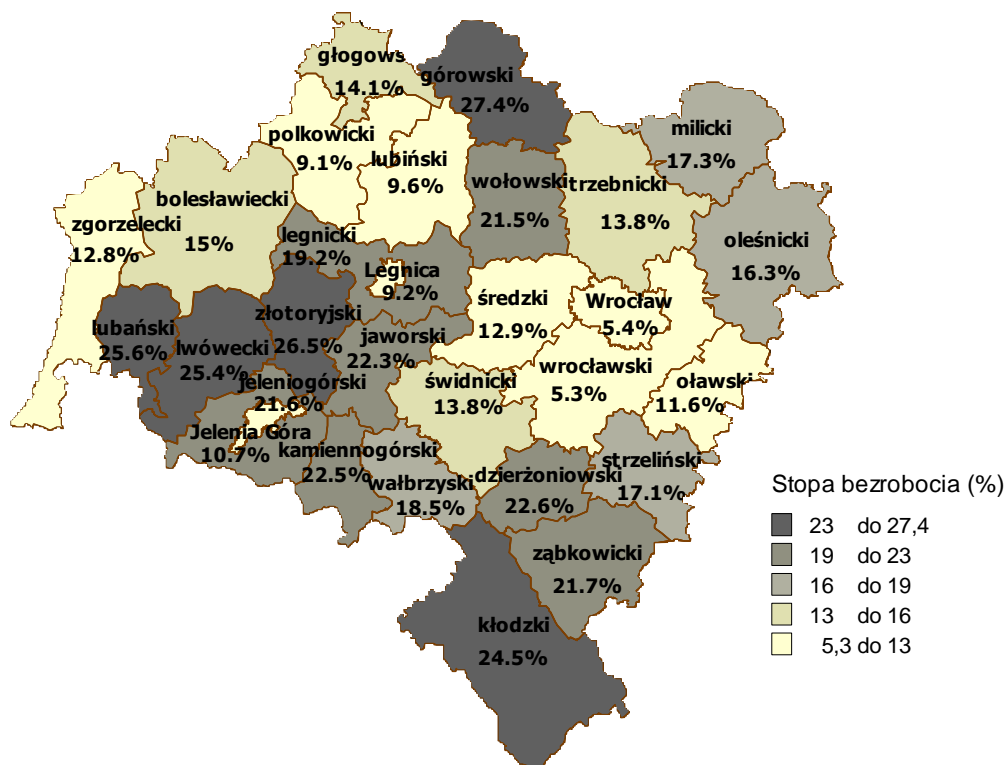 głogows
14.1%
górowski
27.4%
polkowicki
9.1%
lubiński
9.6%
milicki
17.3%
wołowski
21.5%
trzebnicki
13.8%
oleśnicki
16.3%
bolesławiecki
15%
zgorzelecki
12.8%
legnicki
19.2%
Legnica
9.2%
średzki
12.9%
Wrocław
5.4%
lubański
25.6%
lwówecki
25.4%
złotoryjski
26.5%
jaworski
22.3%
wrocławski
5.3%
oławski
11.6%
jeleniogórski
21.6%
świdnicki
13.8%
Jelenia Góra
10.7%
kamiennogórski
22.5%
wałbrzyski
18.5%
dzierżoniowski
22.6%
strzeliński
17.1%
ząbkowicki
21.7%
kłodzki
24.5%
Stopa bezrobocia (%)
23 do 27,4
19 do 23
16 do 19
13 do 16
5,3 do 13